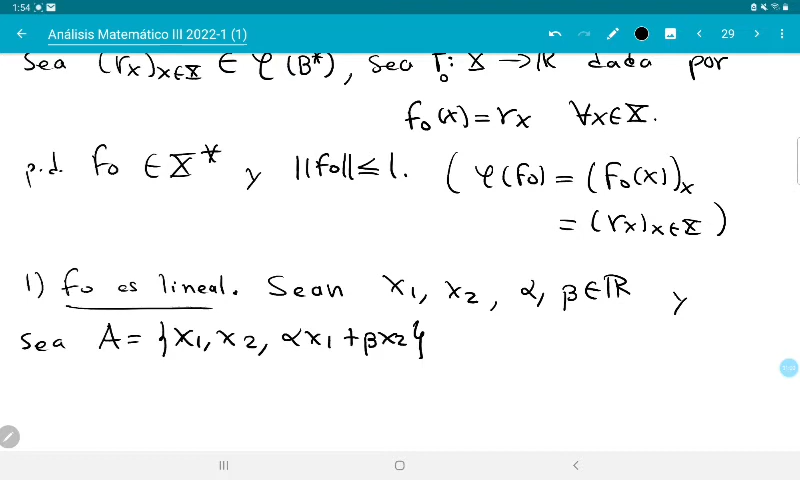 1:54
Análisis Matemático III 2022-1 (1)
29
Sea (rx)x∈X ∈ φ(B*), Sea f₀: X → ℝ dada por
f₀(x) = rx ∀x∈X.
p.d. f₀ ∈ X* y ||f₀|| ≤ 1. ( φ(f₀) = (f₀(x))x
= (rx)x∈X )
1) f₀ es lineal. Sean x₁, x₂, α, β∈ℝ y
sea A = {x₁, x₂, αx₁ + βx₂}